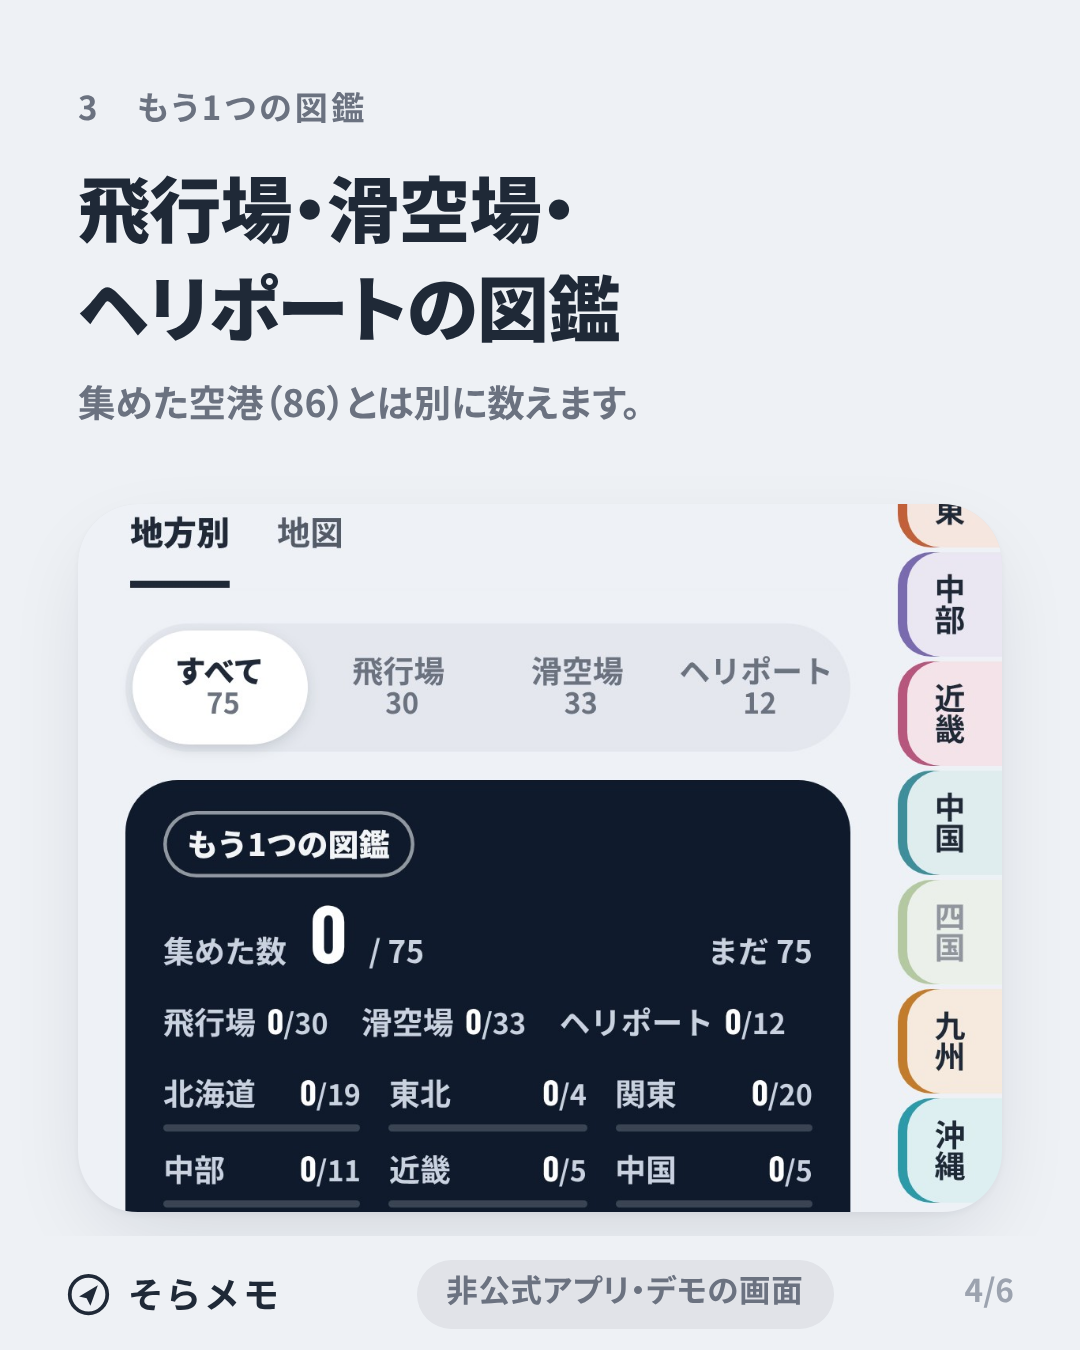 3 もう1つの図鑑
飛行場・滑空場・
ヘリポートの図鑑
集めた空港（86）とは別に数えます。
地方別 地図
すべて 飛行場 滑空場 ヘリポート
75 30 33 12
もう1つの図鑑
集めた数 0 / 75 まだ 75
飛行場 0/30 滑空場 0/33 ヘリポート 0/12
北海道 0/19 東北 0/4 関東 0/20
中部 0/11 近畿 0/5 中国 0/5
東
中部
近畿
中国
四国
九州
沖縄
そらメモ 非公式アプリ・デモの画面 4/6